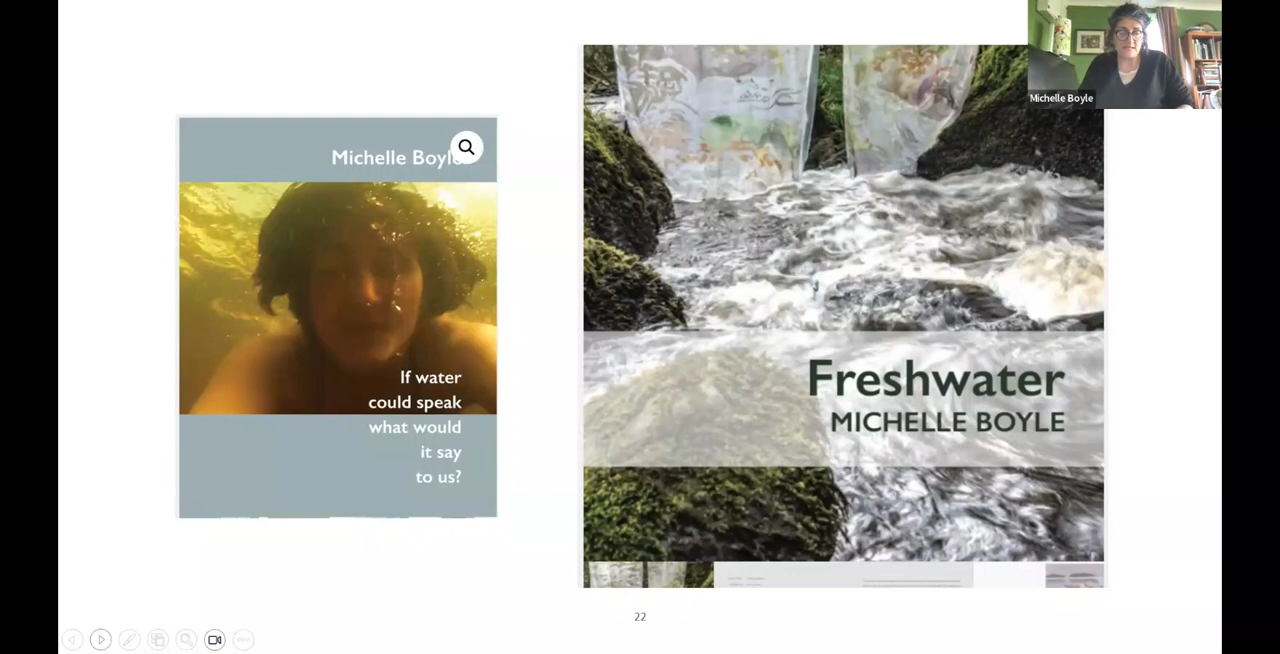 Michelle Boyle
Michelle Boyle
If water
could speak
what would
it say
to us?
Freshwater
MICHELLE BOYLE
22